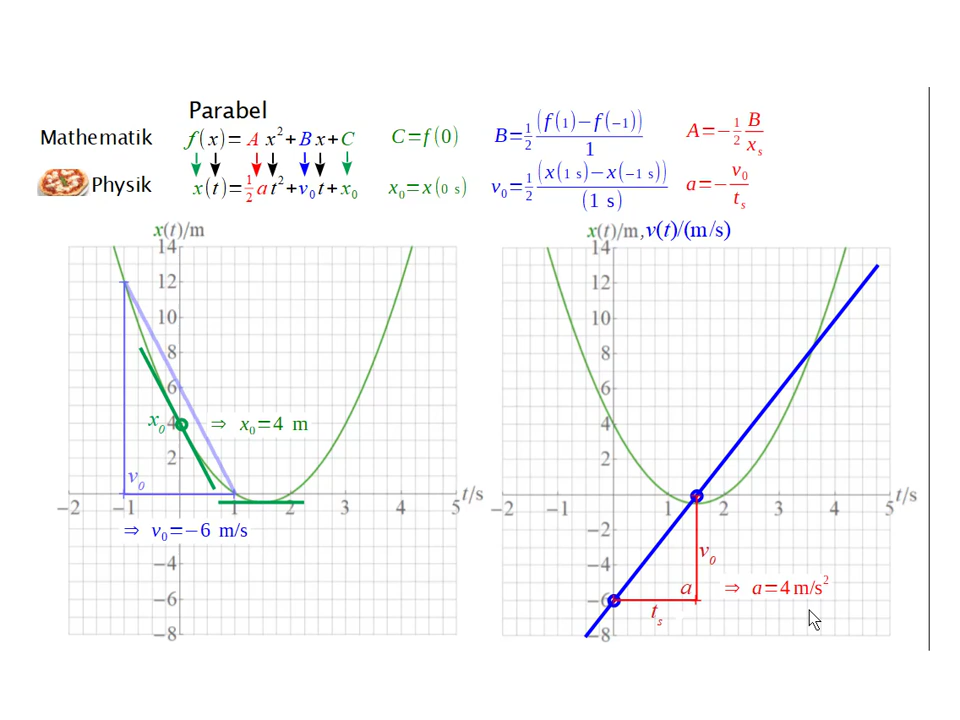 Parabel
Mathematik f(x)= A x²+B x+C C=f(0) B=½ (f(1)−f(−1))/1 A=−½ B/xₛ
Physik x(t)=½ a t²+v₀ t+x₀ x₀=x(0 s) v₀=½ (x(1 s)−x(−1 s))/(1 s) a=−v₀/tₛ
x(t)/m
14
12
10
8
6
x₀ 4 ⇒ x₀=4 m
2
v₀
−2 −1 1 2 3 4 5 t/s
⇒ v₀=−6 m/s
−4
−6
−8
x(t)/m,v(t)/(m/s)
14
12
10
8
6
4
2
−2 −1 1 2 3 4 5 t/s
−2
−4
v₀
a ⇒ a=4 m/s²
−6
tₛ
−8